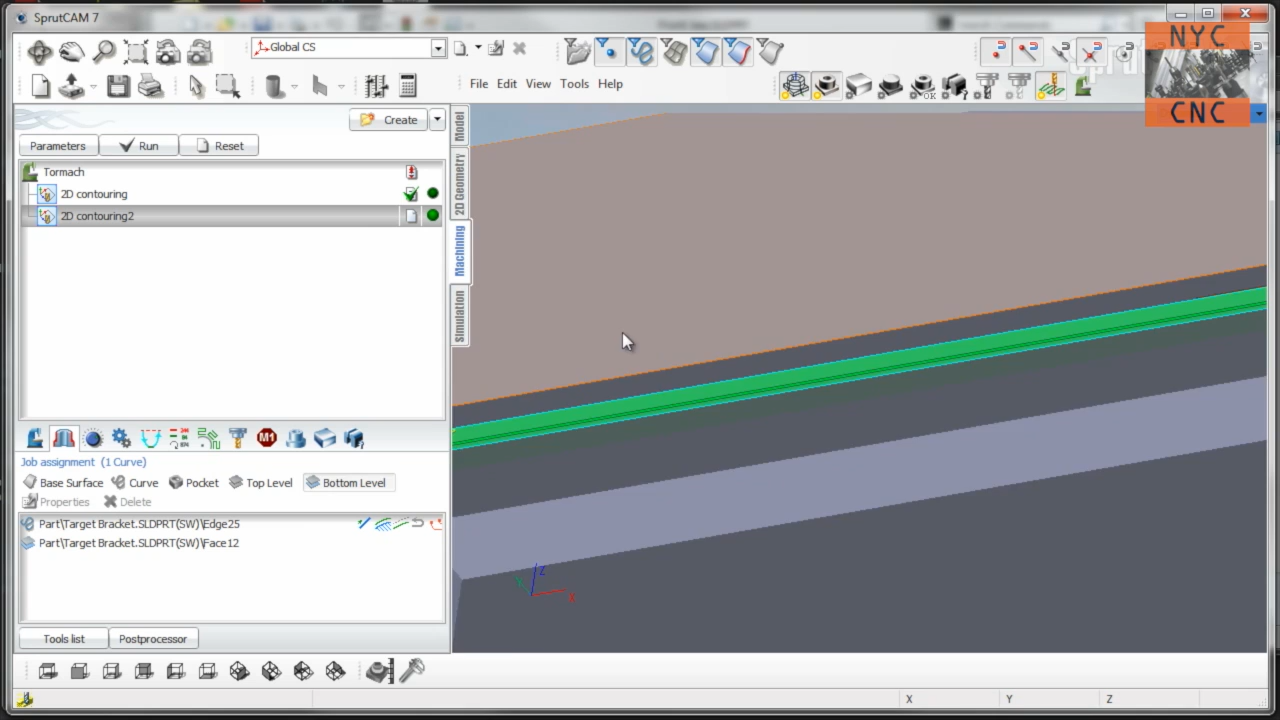 SprutCAM 7
NYC
CNC
Global CS
File Edit View Tools Help
OK
Create
Parameters Run Reset
Model
2D Geometry
Machining
Simulation
Tormach
2D contouring
2D contouring2
M1
Job assignment (1 Curve)
Base Surface Curve Pocket Top Level Bottom Level
Properties Delete
Part\Target Bracket.SLDPRT(SW)\Edge25
Part\Target Bracket.SLDPRT(SW)\Face12
Z
Y
X
Tools list Postprocessor
X Y Z